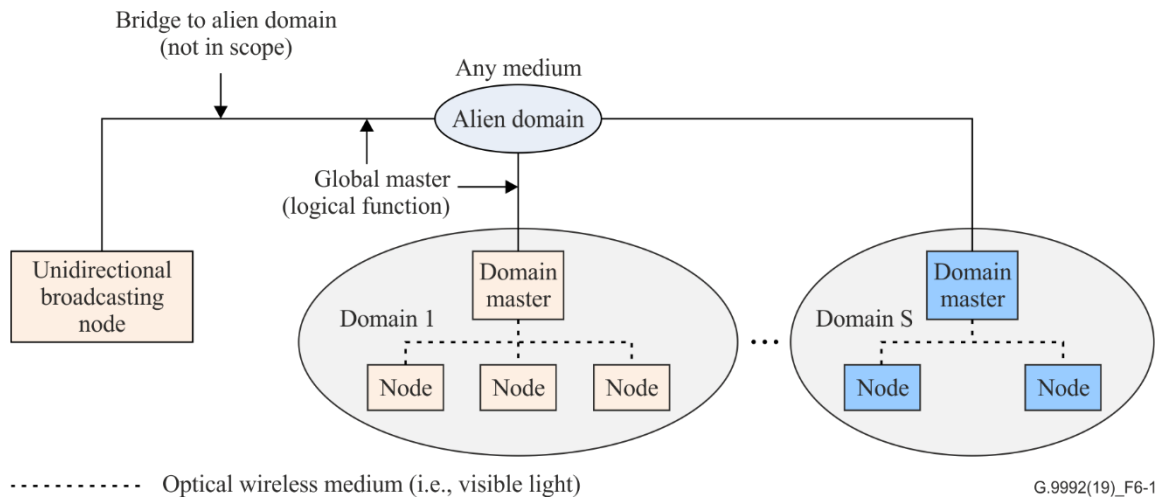 Bridge to alien domain
(not in scope)
Any medium
Alien domain
Global master
(logical function)
Unidirectional
broadcasting
node
Domain
master
Domain 1
Node
Node
Node
...
Domain
master
Domain S
Node
Node
Optical wireless medium (i.e., visible light)
G.9992(19)_F6-1